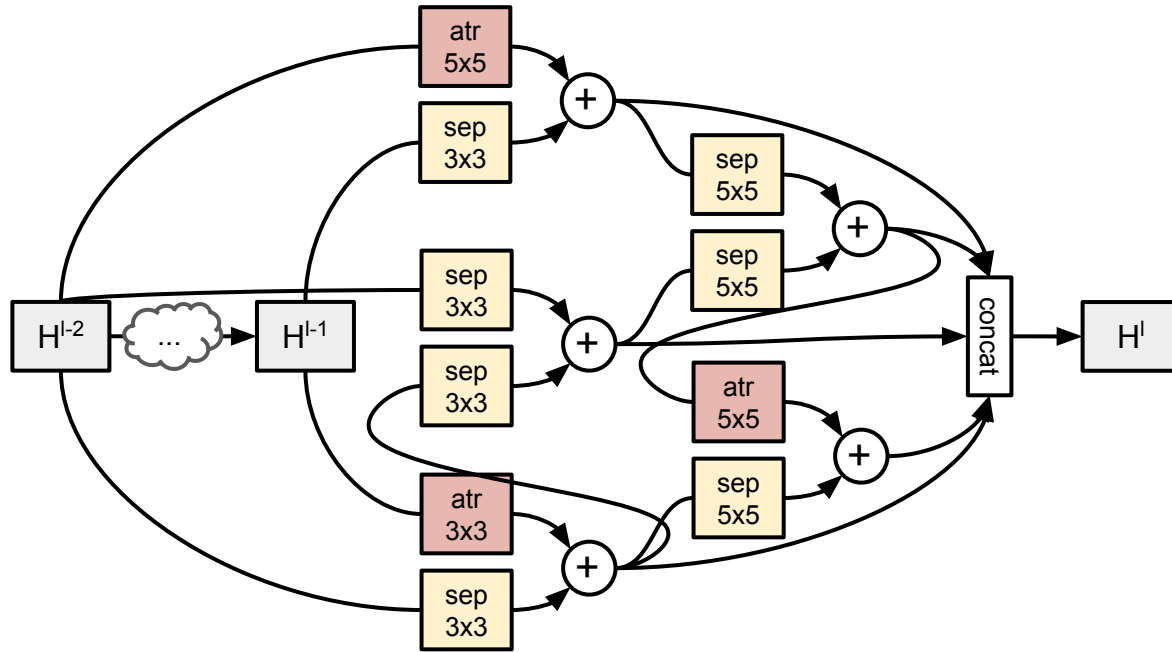 atr
5x5
+
sep
3x3
sep
5x5
+
sep
5x5
sep
3x3
H^l-2
...
H^l-1
+
concat
H^l
sep
3x3
atr
5x5
+
sep
5x5
atr
3x3
+
sep
3x3